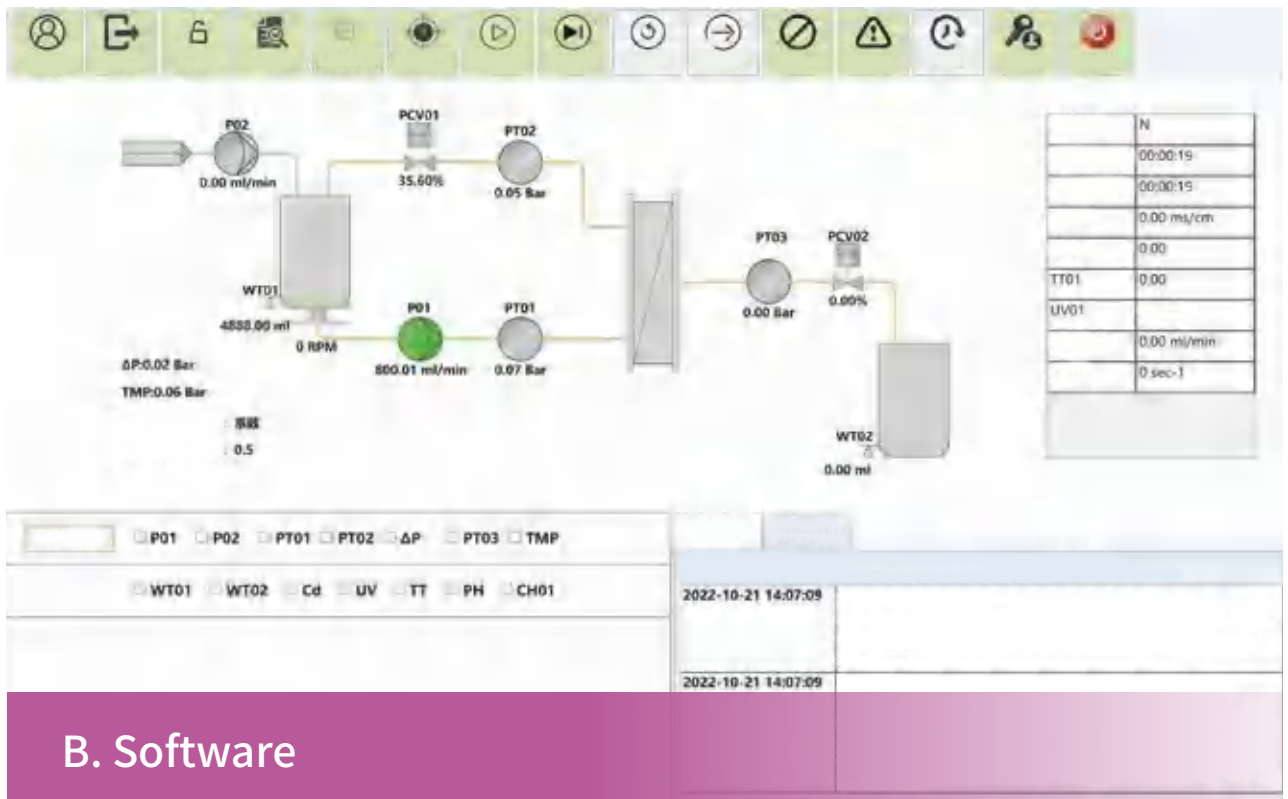 P02
0.00 ml/min
PCV01
35.60%
PT02
0.05 Bar
WT01
4888.00 ml
0 RPM
P01
800.01 ml/min
PT01
0.07 Bar
PT03
0.00 Bar
PCV02
0.00%
WT02
0.00 ml
ΔP:0.02 Bar
TMP:0.06 Bar
: 0.5
N
00:00:19
00:00:19
0.00 ms/cm
0.00
TT01 0.00
UV01
0.00 ml/min
0 sec-1
P01 P02 PT01 PT02 ΔP PT03 TMP
WT01 WT02 Cd UV TT PH CH01
2022-10-21 14:07:09
2022-10-21 14:07:09
B. Software